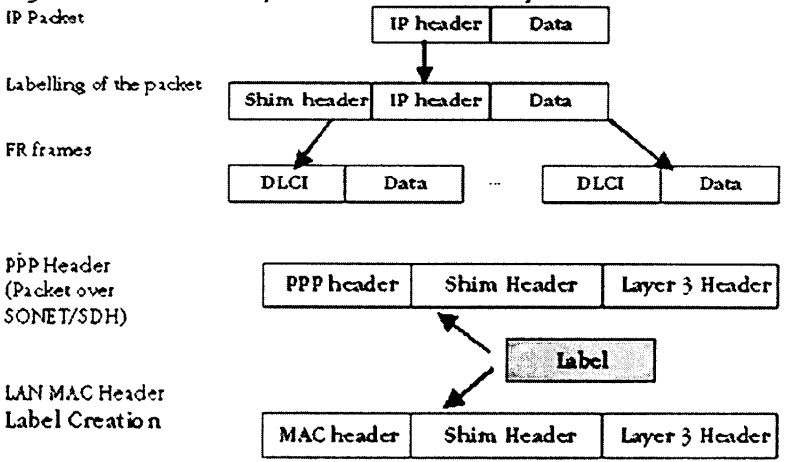 IP Packet
IP header Data
Labelling of the packet
Shim header IP header Data
FR frames
DLCI Data ... DLCI Data
PPP Header
(Packet over
SONET/SDH)
PPP header Shim Header Layer 3 Header
Label
LAN MAC Header
Label Creation
MAC header Shim Header Layer 3 Header